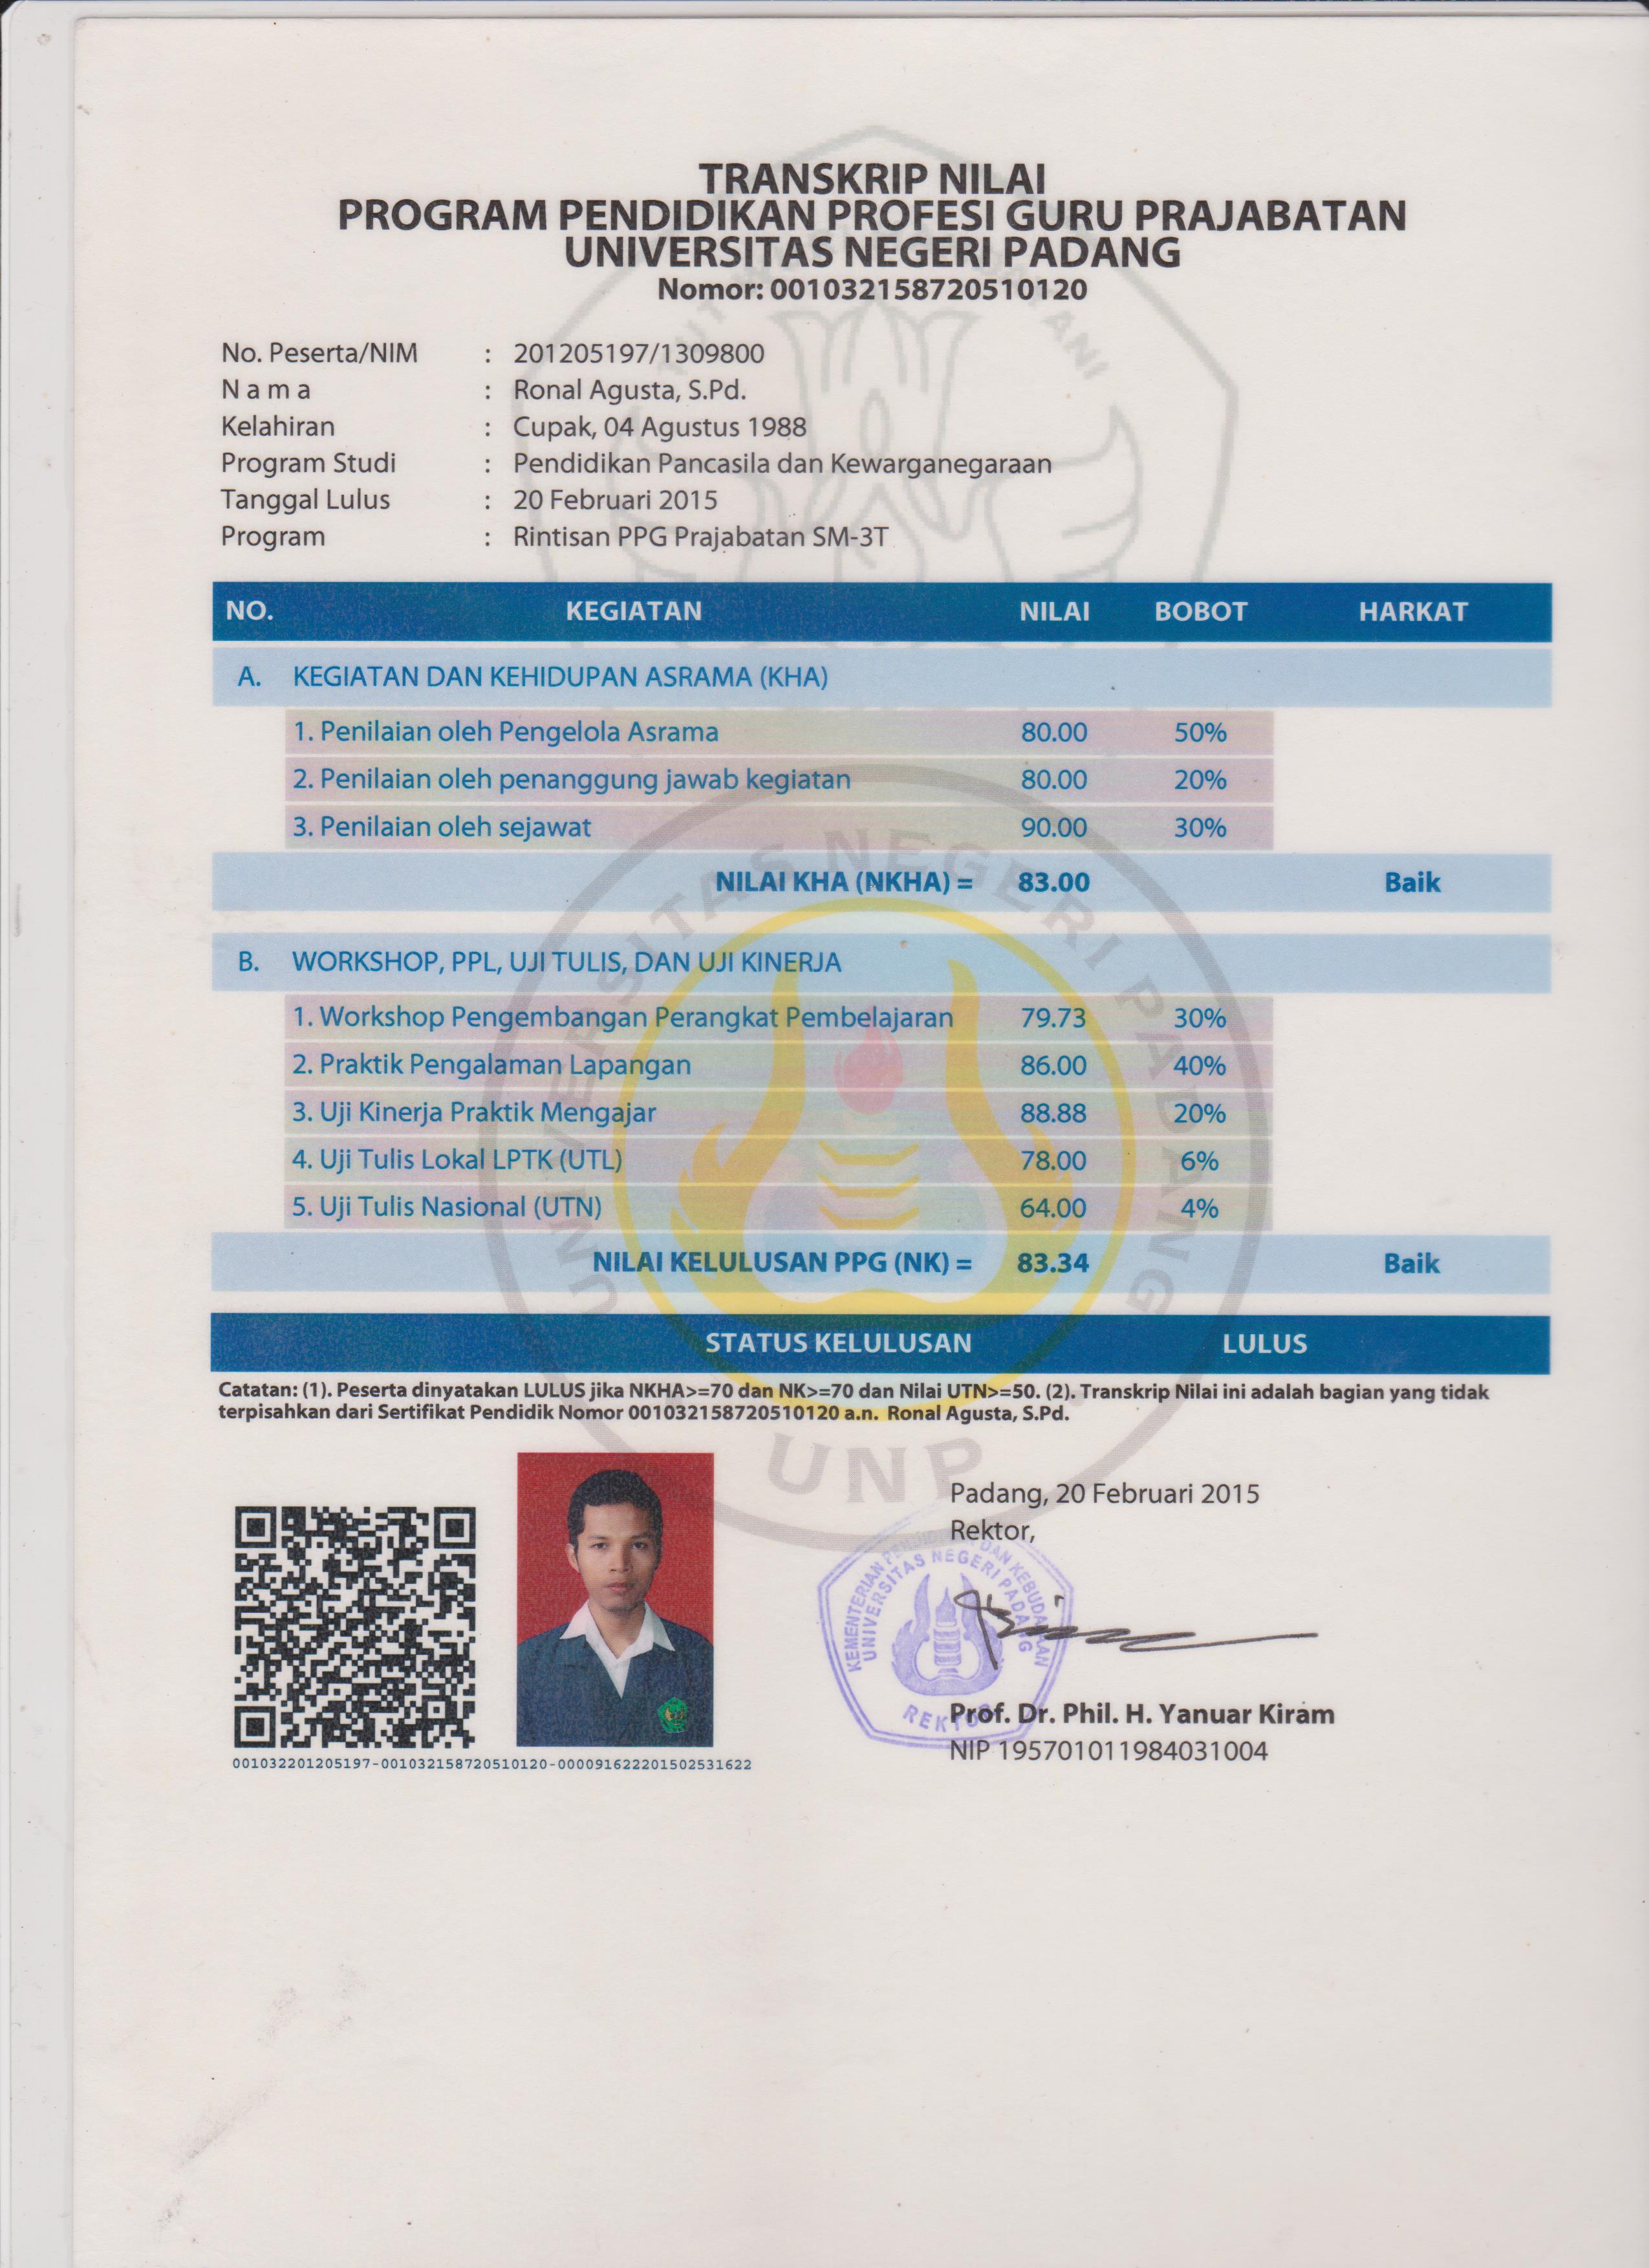 TRANSKRIP NILAI
PROGRAM PENDIDIKAN PROFESI GURU PRAJABATAN
UNIVERSITAS NEGERI PADANG
Nomor: 001032158720510120
No. Peserta/NIM : 201205197/1309800
N a m a : Ronal Agusta, S.Pd.
Kelahiran : Cupak, 04 Agustus 1988
Program Studi : Pendidikan Pancasila dan Kewarganegaraan
Tanggal Lulus : 20 Februari 2015
Program : Rintisan PPG Prajabatan SM-3T
NO. KEGIATAN NILAI BOBOT HARKAT
A. KEGIATAN DAN KEHIDUPAN ASRAMA (KHA)
1. Penilaian oleh Pengelola Asrama 80.00 50%
2. Penilaian oleh penanggung jawab kegiatan 80.00 20%
3. Penilaian oleh sejawat 90.00 30%
NILAI KHA (NKHA) = 83.00 Baik
B. WORKSHOP, PPL, UJI TULIS, DAN UJI KINERJA
1. Workshop Pengembangan Perangkat Pembelajaran 79.73 30%
2. Praktik Pengalaman Lapangan 86.00 40%
3. Uji Kinerja Praktik Mengajar 88.88 20%
4. Uji Tulis Lokal LPTK (UTL) 78.00 6%
5. Uji Tulis Nasional (UTN) 64.00 4%
NILAI KELULUSAN PPG (NK) = 83.34 Baik
STATUS KELULUSAN LULUS
Catatan: (1). Peserta dinyatakan LULUS jika NKHA>=70 dan NK>=70 dan Nilai UTN>=50. (2). Transkrip Nilai ini adalah bagian yang tidak
terpisahkan dari Sertifikat Pendidik Nomor 001032158720510120 a.n. Ronal Agusta, S.Pd.
UNIVERSITAS NEGERI PADANG
UNP
Padang, 20 Februari 2015
Rektor,
KEMENTERIAN PENDIDIKAN DAN KEBUDAYAAN
UNIVERSITAS NEGERI PADANG
REKTOR
Prof. Dr. Phil. H. Yanuar Kiram
NIP 195701011984031004
001032201205197-001032158720510120-0000916222201502531622